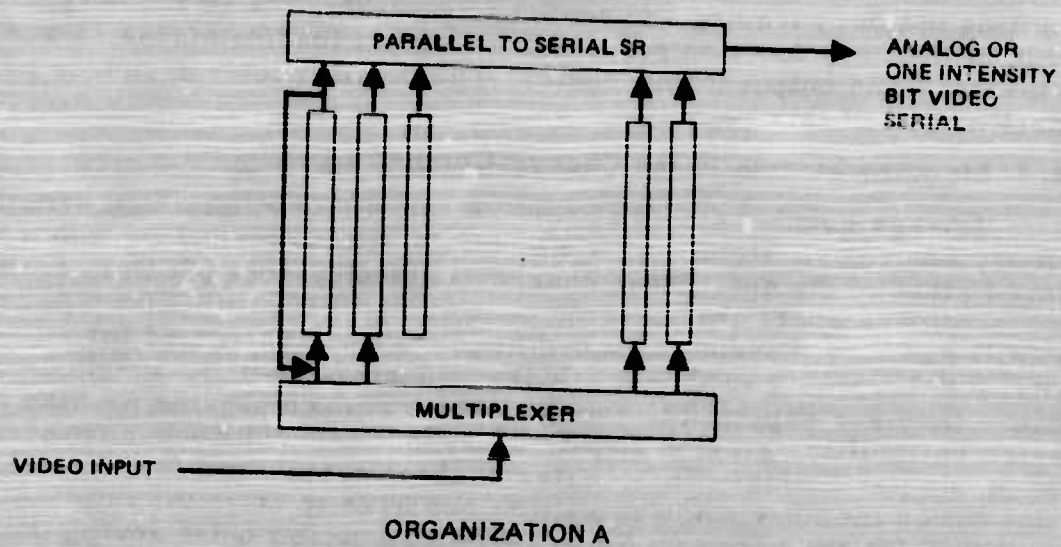 PARALLEL TO SERIAL SR
ANALOG OR
ONE INTENSITY
BIT VIDEO
SERIAL
MULTIPLEXER
VIDEO INPUT
ORGANIZATION A